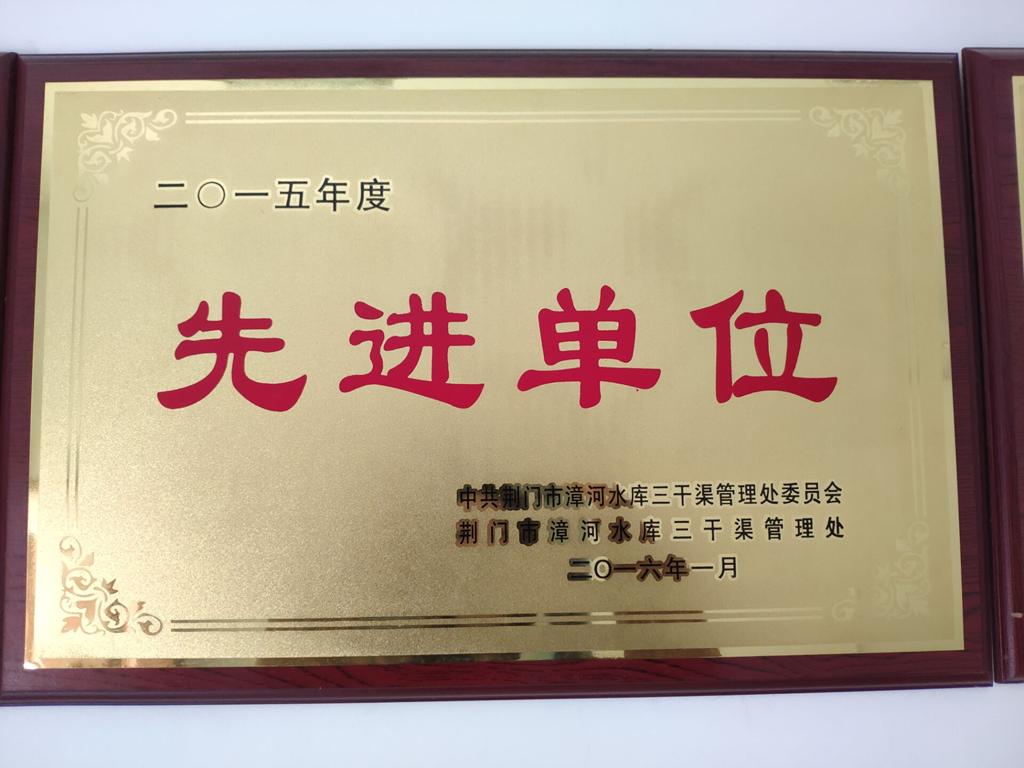 二〇一五年度
先进单位
中共荆门市漳河水库三干渠管理处委员会
荆门市漳河水库三干渠管理处
二〇一六年一月